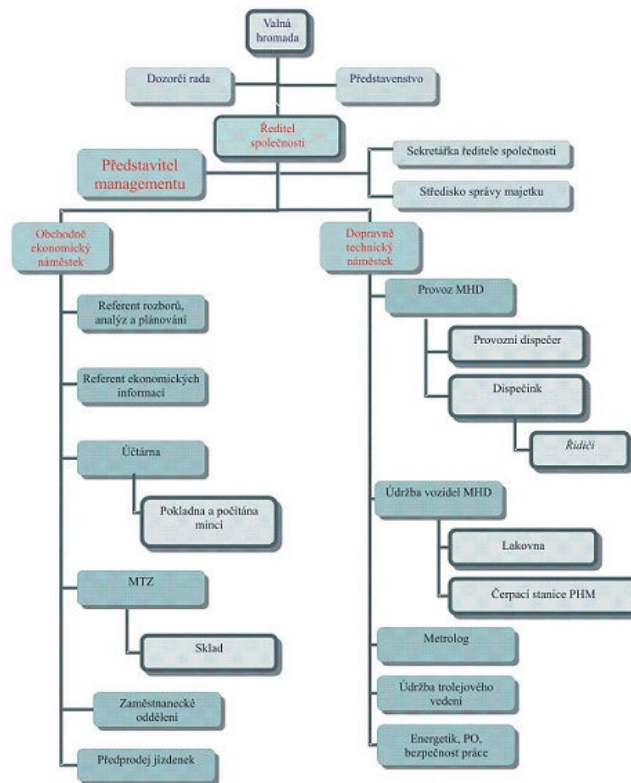 Valná
hromada
Dozorčí rada
Představenstvo
Ředitel
společnosti
Představitel
managementu
Sekretářka ředitele společnosti
Středisko správy majetku
Obchodně
ekonomický
náměstek
Dopravně
technický
náměstek
Referent rozborů,
analýz a plánování
Referent ekonomických
informací
Účtárna
Pokladna a počítána
mincí
MTZ
Sklad
Zaměstnanecké
oddělení
Předprodej jízdenek
Provoz MHD
Provozní dispečer
Dispečink
Řidiči
Údržba vozidel MHD
Lakovna
Čerpací stanice PHM
Metrolog
Údržba trolejového
vedení
Energetik, PO,
bezpečnost práce